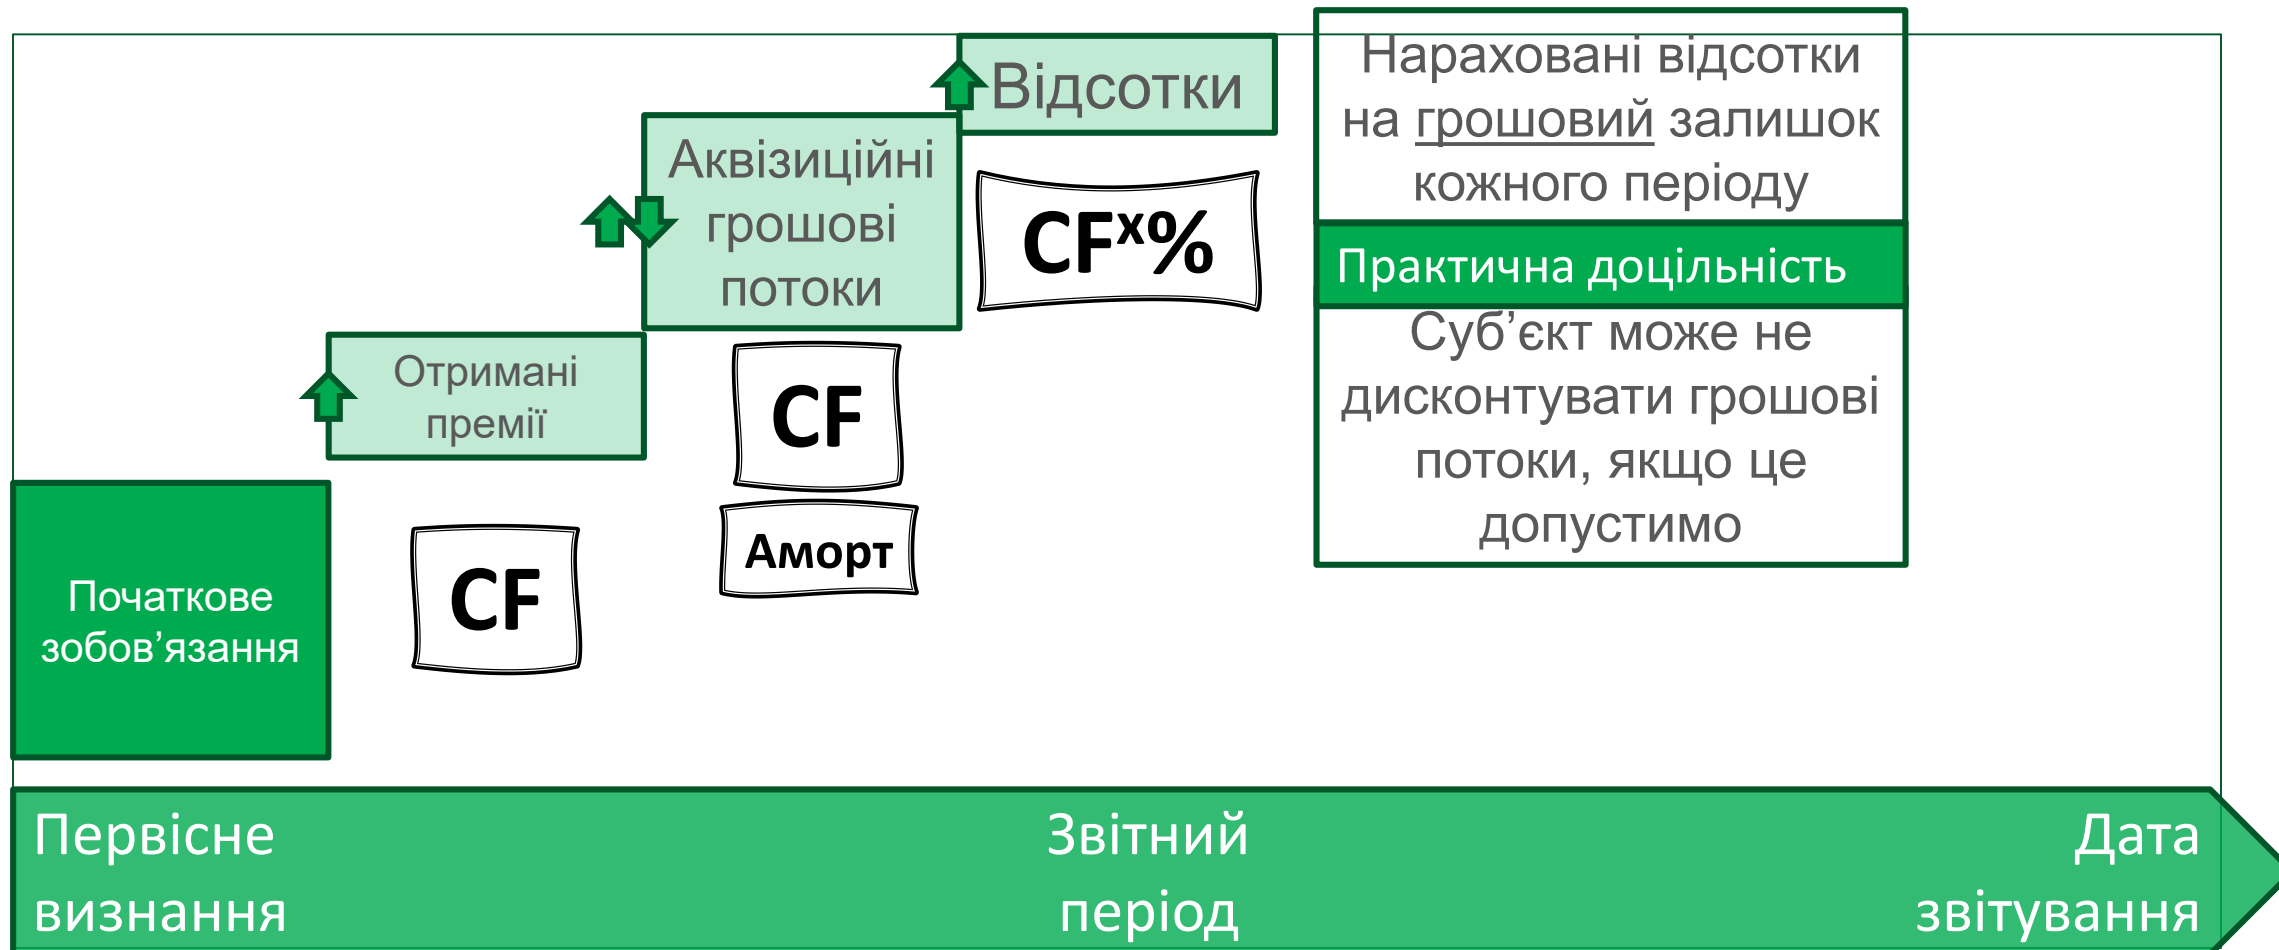 Відсотки
Аквізиційні
грошові
потоки
CFˣ%
Отримані
премії
CF
Аморт
Початкове
зобов’язання
CF
Нараховані відсотки
на грошовий залишок
кожного періоду
Практична доцільність
Суб’єкт може не
дисконтувати грошові
потоки, якщо це
допустимо
Первісне
визнання
Звітний
період
Дата
звітування